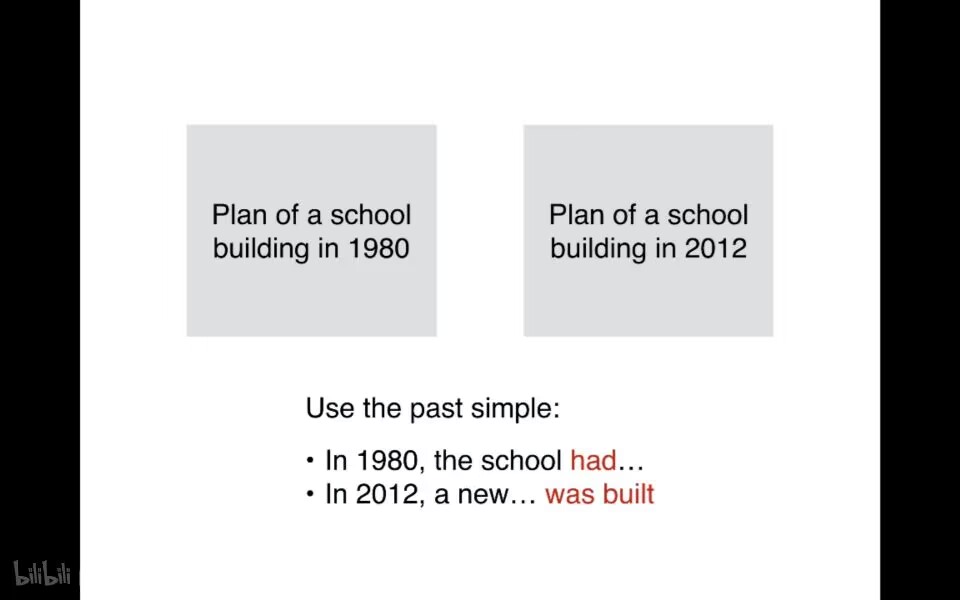 Plan of a school
building in 1980
Plan of a school
building in 2012
Use the past simple:
• In 1980, the school had…
• In 2012, a new… was built
bilibili